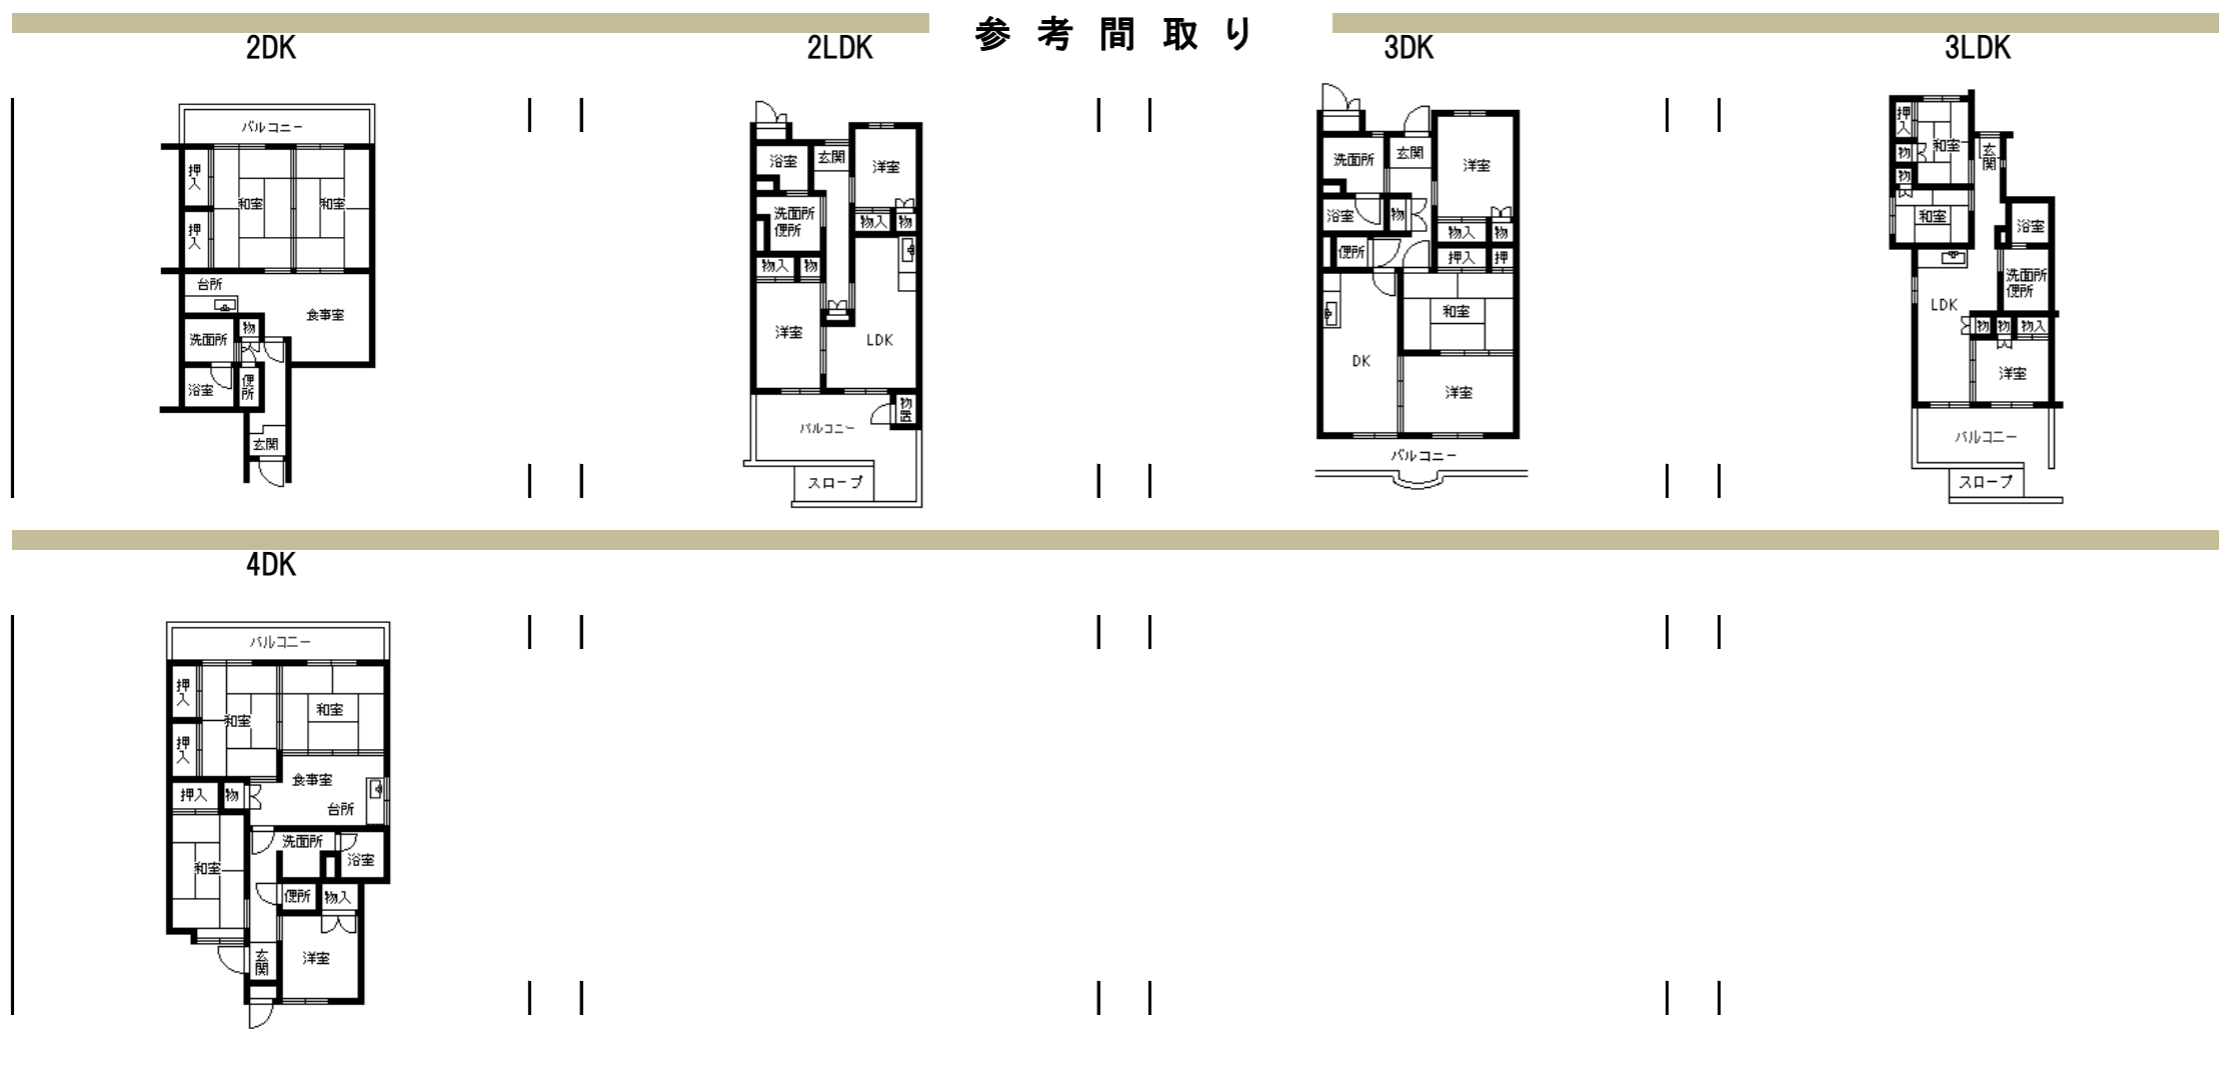 参考間取り
2DK
バルコニー
押入
和室
和室
押入
台所
食事室
物
洗面所
浴室
便所
玄関
2LDK
浴室
玄関
洋室
洗面所
便所
物入
物
物入
物
洋室
LDK
物置
バルコニー
スロープ
3DK
洗面所
玄関
洋室
浴室
物
物入
物
便所
押入
押
和室
DK
洋室
バルコニー
3LDK
押入
和室
玄関
物
物
和室
浴室
洗面所
便所
LDK
物
物
物入
洋室
バルコニー
スロープ
4DK
バルコニー
押入
和室
和室
押入
食事室
押入
物
台所
洗面所
浴室
和室
便所
物入
玄関
洋室